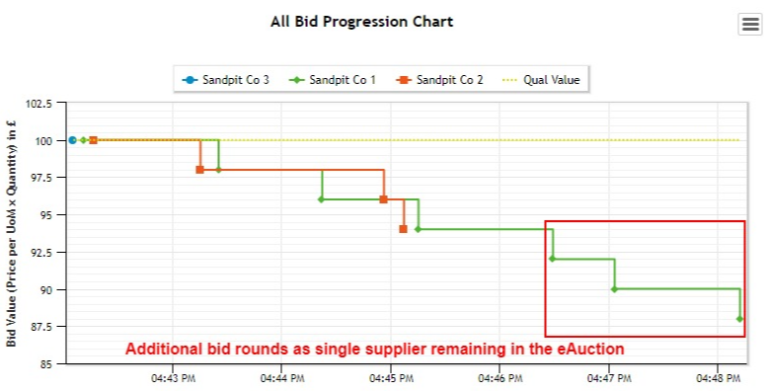 All Bid Progression Chart
Sandpit Co 3 Sandpit Co 1 Sandpit Co 2 Qual Value
Bid Value (Price per UoM x Quantity) in £
102.5
100
97.5
95
92.5
90
87.5
85
Additional bid rounds as single supplier remaining in the eAuction
04:43 PM 04:44 PM 04:45 PM 04:46 PM 04:47 PM 04:48 PM